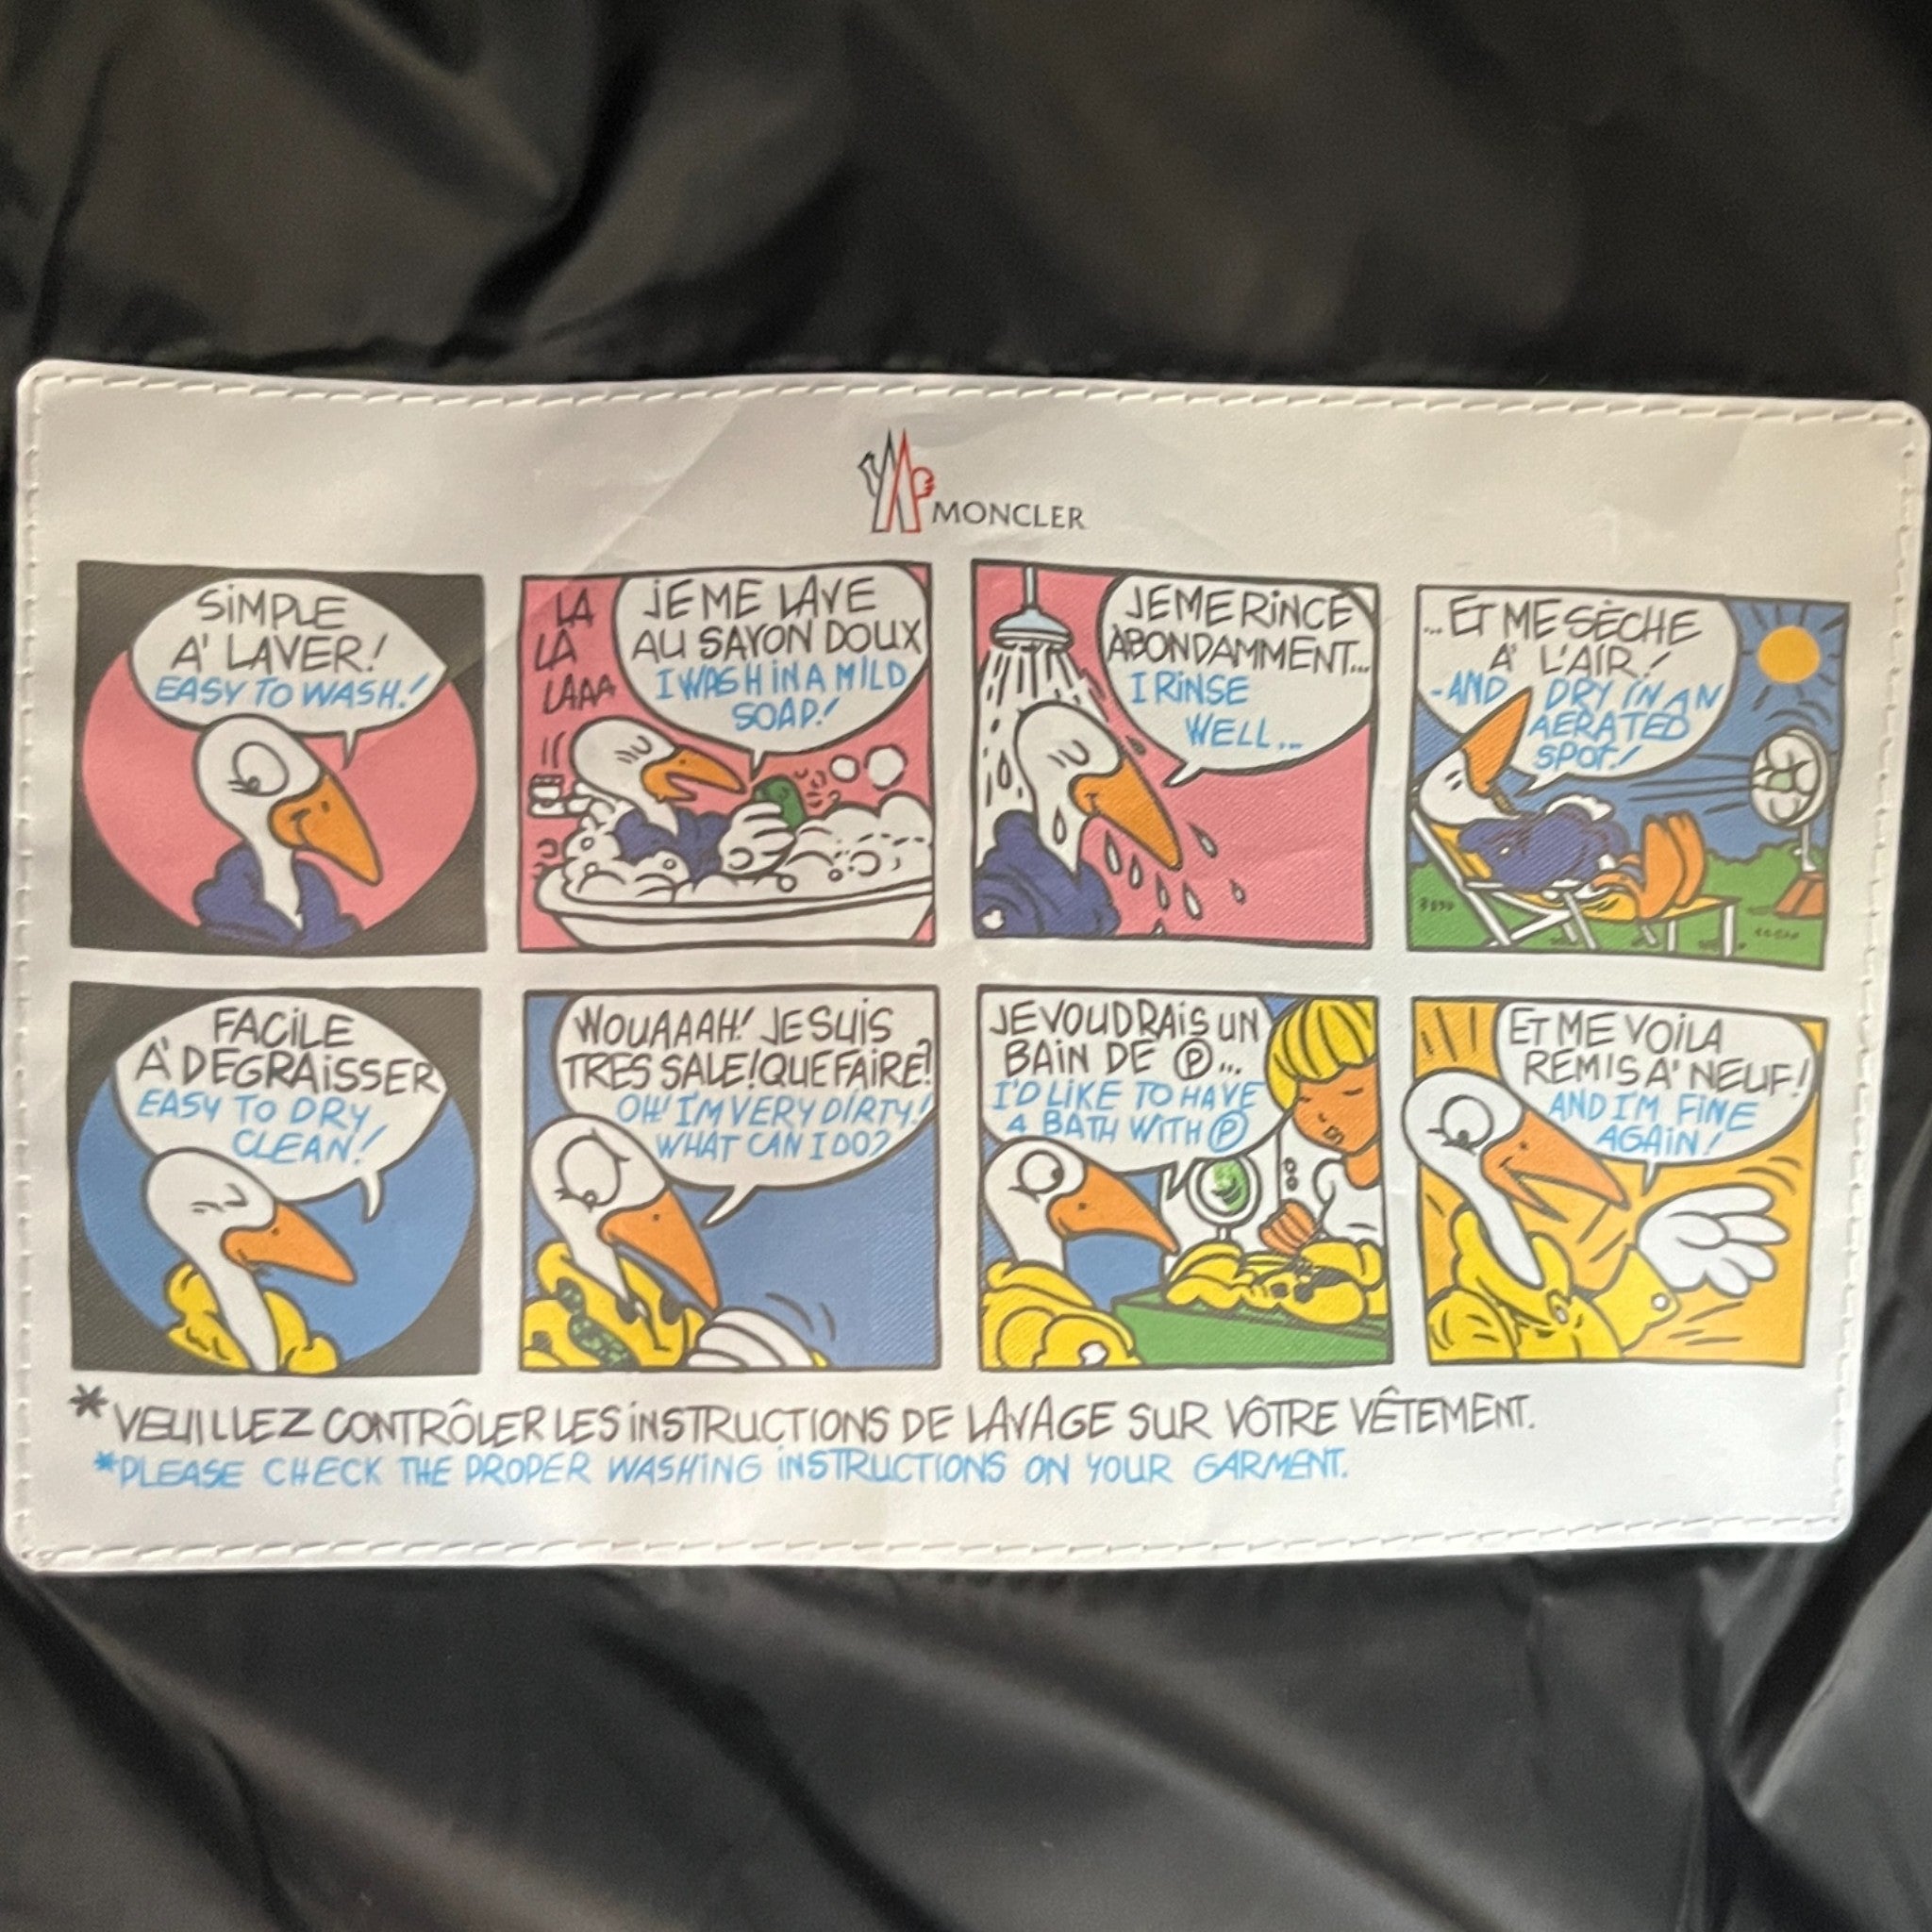 MONCLER
SiMPLE
A' LAVER!
EASY TO WASH!
LA
LA
LAAA
JE ME LAVE
AU SAVON DOUX
I WASH IN A MILD
SOAP!
JE ME RINCE
ABONDAMMENT...
I RINSE
WELL...
...ET ME SÈCHE
A' L'AIR!
-AND DRY IN AN
AERATED
SPOT!
FACILE
A' DEGRAISSER
EASY TO DRY
CLEAN!
WOUAAAH! JE SUIS
TRES SALE! QUE FAIRE?
OH! I'M VERY DIRTY!
WHAT CAN I DO?
JE VOUDRAIS UN
BAIN DE Ⓟ...
I'D LIKE TO HAVE
A BATH WITH Ⓟ
ET ME VOILA
REMIS A' NEUF!
AND I'M FINE
AGAIN!
*VEUILLEZ CONTRÔLER LES INSTRUCTIONS DE LAVAGE SUR VÔTRE VÊTEMENT.
*PLEASE CHECK THE PROPER WASHING INSTRUCTIONS ON YOUR GARMENT.